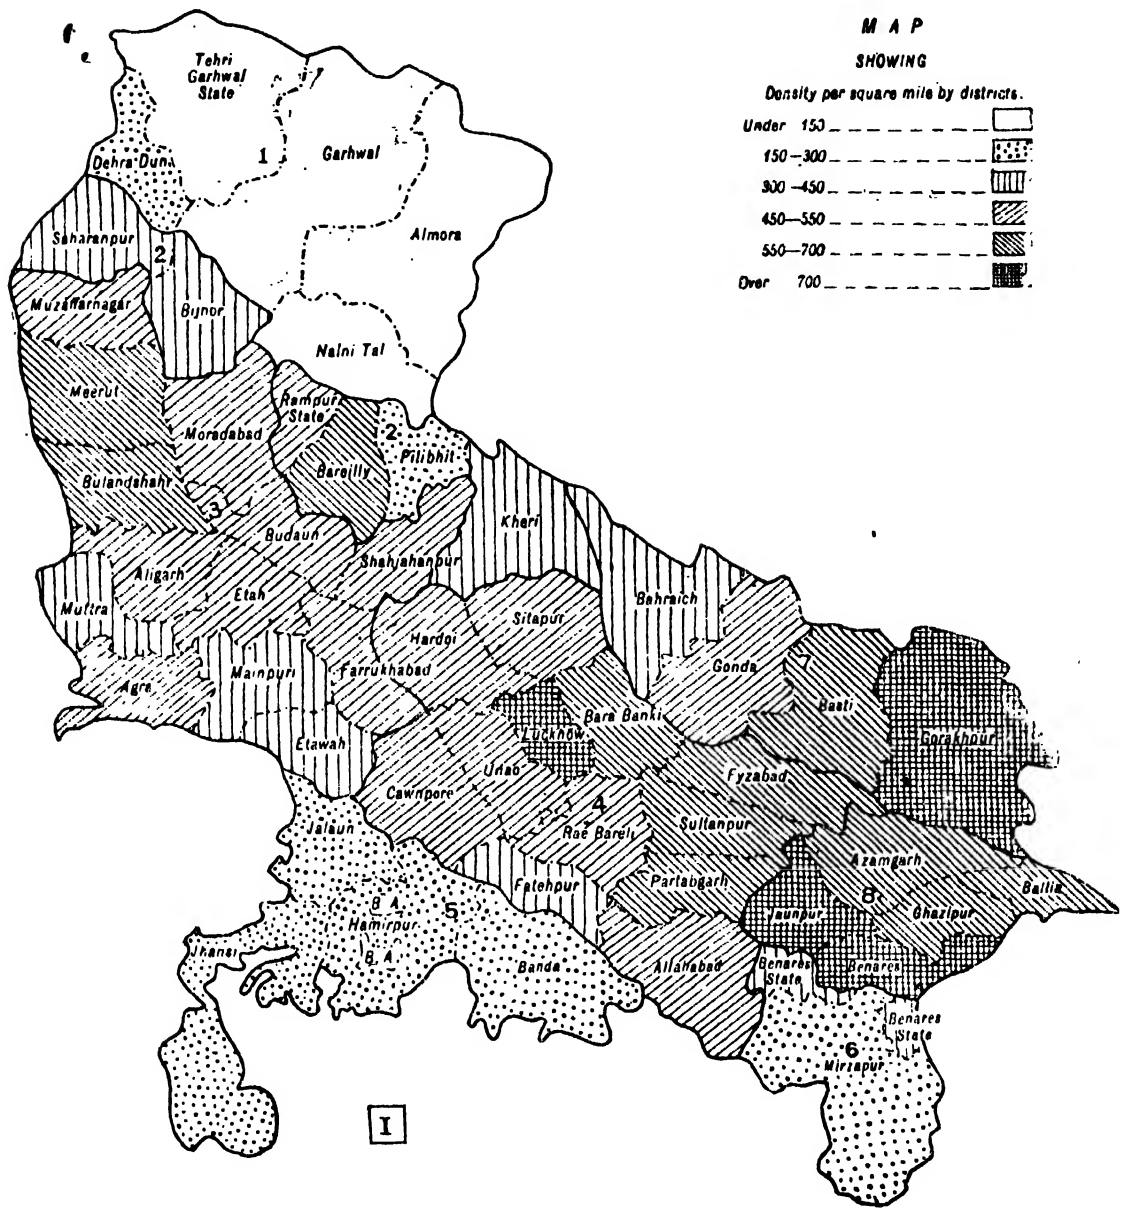 MAP
SHOWING
Density per square mile by districts.
Under 150
150-300
300-450
450-550
550-700
Over 700
Tehri
Garhwal
State
1
Garhwal
Dehra Dun
Almora
Saharanpur
2
Muzaffarnagar
Bijnor
Naini Tal
Meerut
Rampur
State
Moradabad
2
Pilibhit
Bareilly
Bulandshahr
3
Kheri
Budaun
Shahjahanpur
Aligarh
Etah
Muttra
Bahraich
Hardoi
Sitapur
Mainpuri
Farrukhabad
Gonda
7
Agra
Basti
Bara Banki
Lucknow
Gorakhpur
Etawah
Unao
Fyzabad
Cawnpore
4
Rae Bareli
Sultanpur
Jalaun
Azamgarh
Partabgarh
Fatehpur
Ballia
8
B A
Hamirpur
5
Jaunpur
Ghazipur
Jhansi
B A
Banda
Allahabad
Benares
State
Benares
Benares
State
6
Mirzapur
I